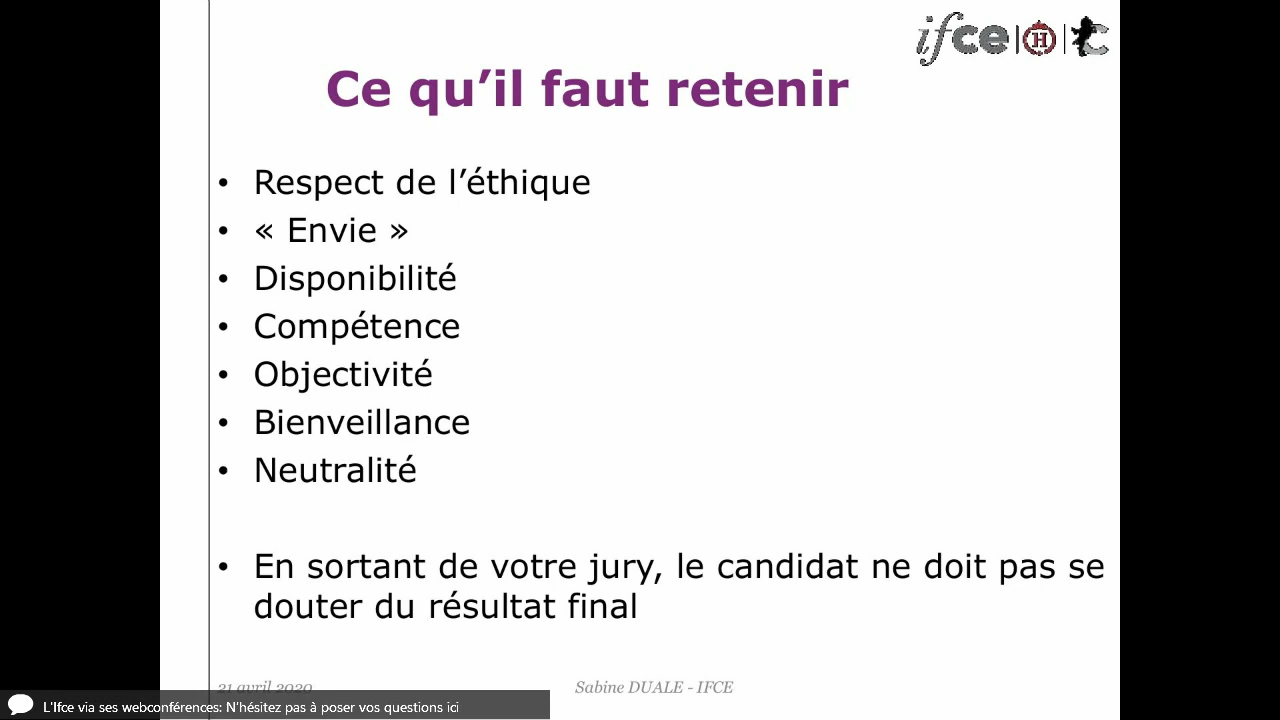 ifce | H | C
Ce qu’il faut retenir
• Respect de l’éthique
• « Envie »
• Disponibilité
• Compétence
• Objectivité
• Bienveillance
• Neutralité
• En sortant de votre jury, le candidat ne doit pas se
douter du résultat final
21 avril 2020
Sabine DUALE - IFCE
L'Ifce via ses webconférences: N'hésitez pas à poser vos questions ici